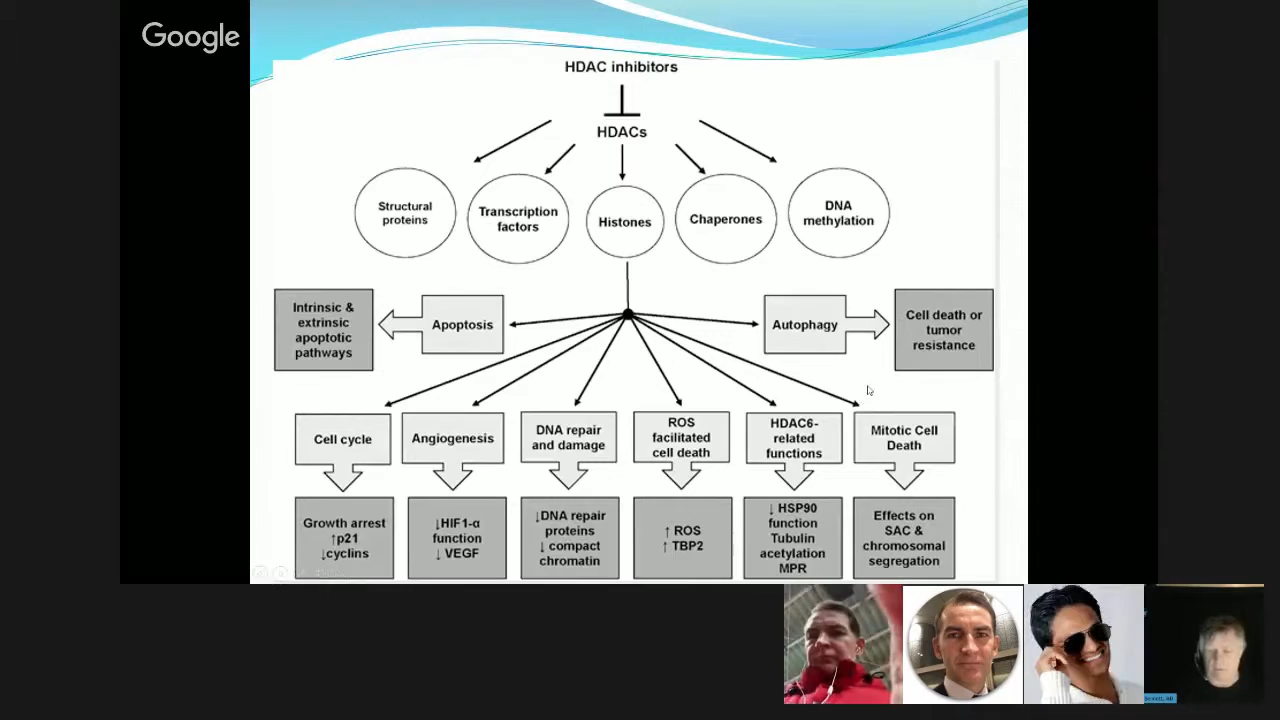 Google
HDAC inhibitors
HDACs
Structural
proteins
Transcription
factors
Histones
Chaperones
DNA
methylation
Intrinsic &
extrinsic
apoptotic
pathways
Apoptosis
Autophagy
Cell death or
tumor
resistance
Cell cycle
Angiogenesis
DNA repair
and damage
ROS
facilitated
cell death
HDAC6-
related
functions
Mitotic Cell
Death
Growth arrest
↑p21
↓cyclins
↓HIF1-α
function
↓ VEGF
↓DNA repair
proteins
↓ compact
chromatin
↑ ROS
↑ TBP2
↓ HSP90
function
Tubulin
acetylation
MPR
Effects on
SAC &
chromosomal
segregation